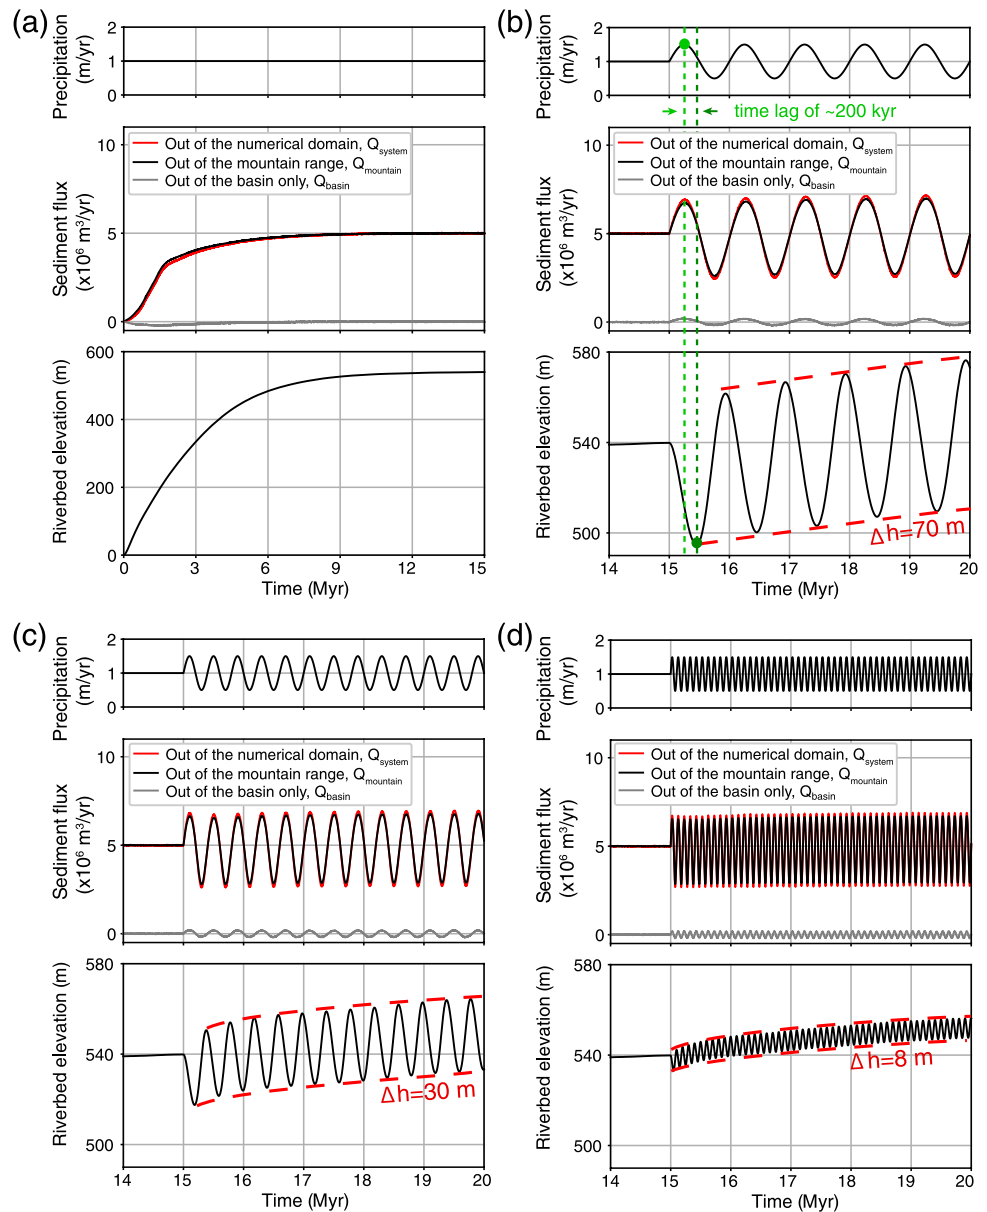 (a)
Precipitation
(m/yr)
2
1
0
Sediment flux
(x10⁶ m³/yr)
10
5
0
Out of the numerical domain, Qsystem
Out of the mountain range, Qmountain
Out of the basin only, Qbasin
Riverbed elevation (m)
600
400
200
0
0 3 6 9 12 15
Time (Myr)
(b)
Precipitation
(m/yr)
2
1
0
time lag of ~200 kyr
Sediment flux
(x10⁶ m³/yr)
10
5
0
Out of the numerical domain, Qsystem
Out of the mountain range, Qmountain
Out of the basin only, Qbasin
Riverbed elevation (m)
580
540
500
Δh=70 m
14 15 16 17 18 19 20
Time (Myr)
(c)
Precipitation
(m/yr)
2
1
0
Sediment flux
(x10⁶ m³/yr)
10
5
0
Out of the numerical domain, Qsystem
Out of the mountain range, Qmountain
Out of the basin only, Qbasin
Riverbed elevation (m)
580
540
500
Δh=30 m
14 15 16 17 18 19 20
Time (Myr)
(d)
Precipitation
(m/yr)
2
1
0
Sediment flux
(x10⁶ m³/yr)
10
5
0
Out of the numerical domain, Qsystem
Out of the mountain range, Qmountain
Out of the basin only, Qbasin
Riverbed elevation (m)
580
540
500
Δh=8 m
14 15 16 17 18 19 20
Time (Myr)